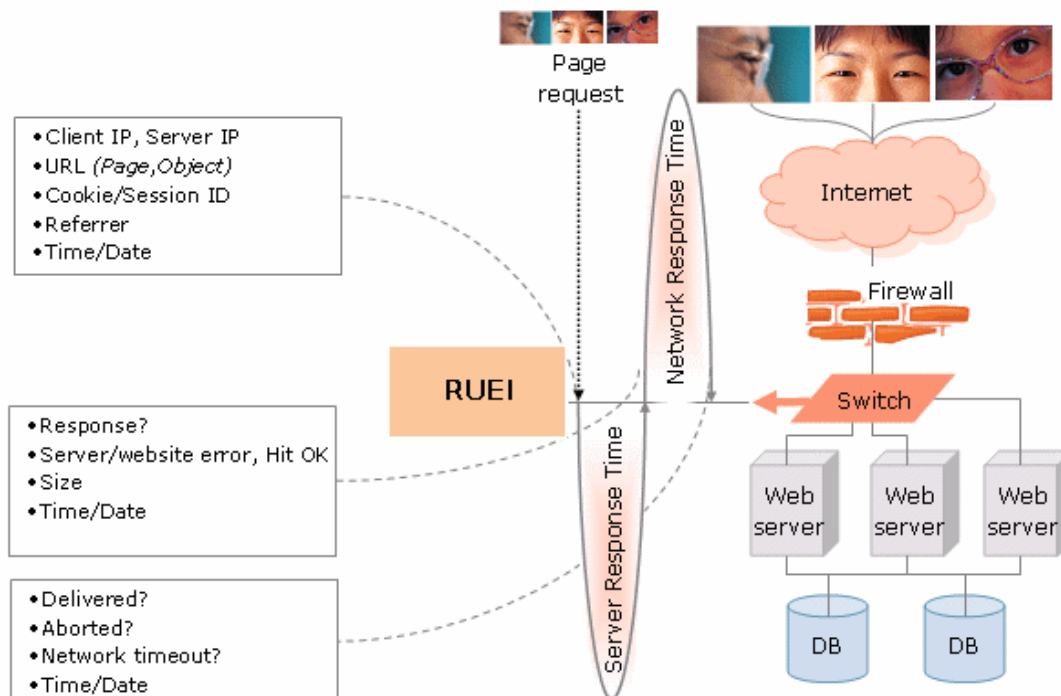 Page
request
• Client IP, Server IP
• URL (Page,Object)
• Cookie/Session ID
• Referrer
• Time/Date
Network Response Time
Internet
Firewall
RUEI
Switch
• Response?
• Server/website error, Hit OK
• Size
• Time/Date
Server Response Time
Web
server
Web
server
Web
server
• Delivered?
• Aborted?
• Network timeout?
• Time/Date
DB
DB